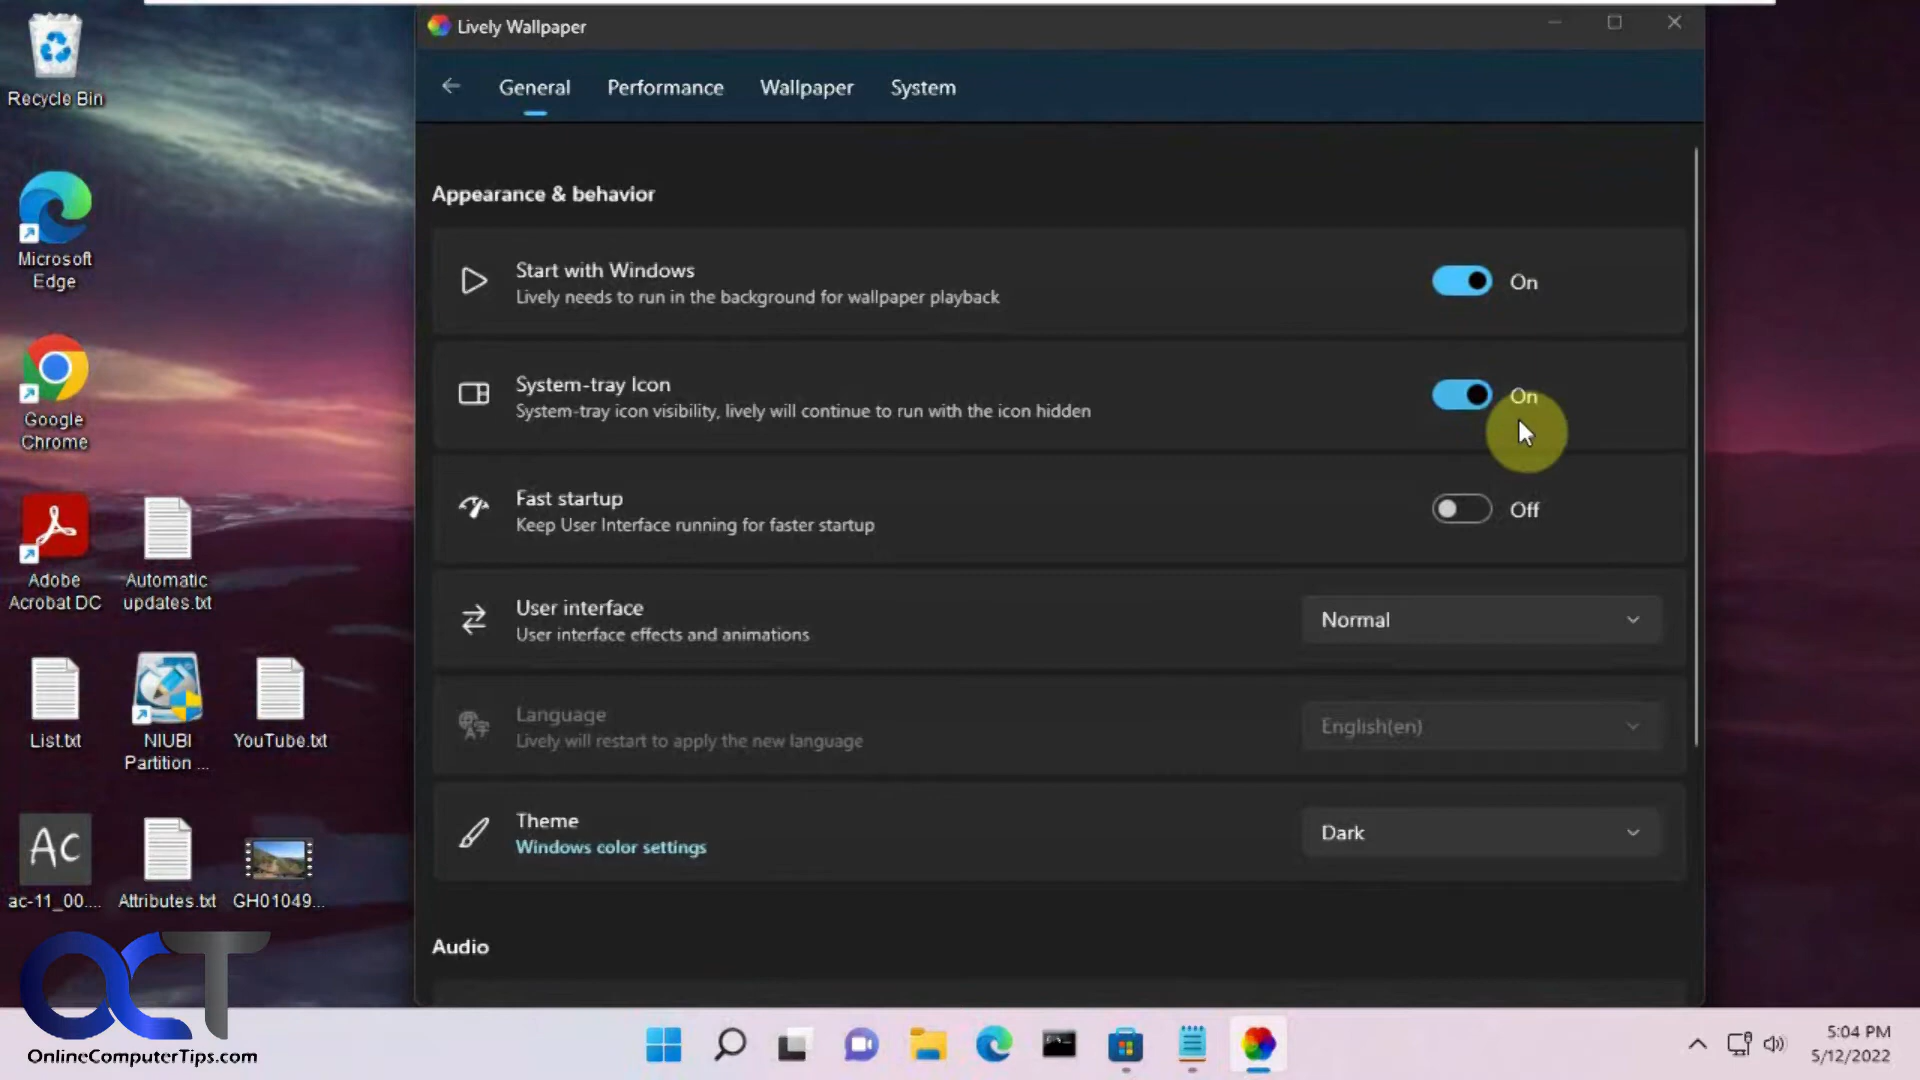 Recycle Bin
Microsoft
Edge
Google
Chrome
Adobe
Acrobat DC
Automatic
updates.txt
List.txt
NIUBI
Partition ...
YouTube.txt
Ac
ac-11_00....
Attributes.txt
GH01049...
OCT
OnlineComputerTips.com
Lively Wallpaper
General
Performance
Wallpaper
System
Appearance & behavior
Start with Windows
Lively needs to run in the background for wallpaper playback
On
System-tray Icon
System-tray icon visibility, lively will continue to run with the icon hidden
On
Fast startup
Keep User Interface running for faster startup
Off
User interface
User interface effects and animations
Normal
Language
Lively will restart to apply the new language
English(en)
Theme
Windows color settings
Dark
Audio
5:04 PM
5/12/2022